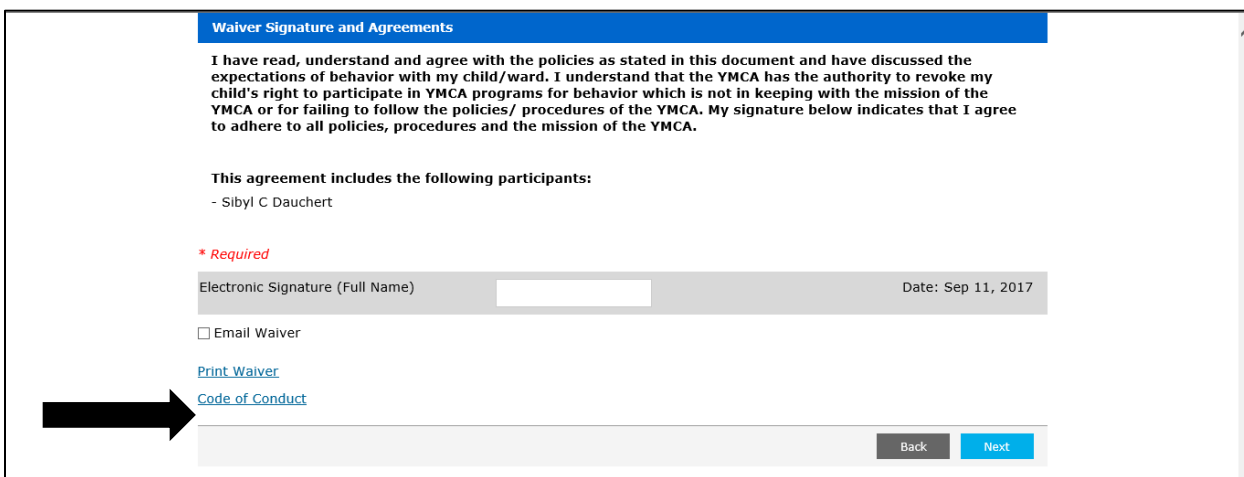 Waiver Signature and Agreements
I have read, understand and agree with the policies as stated in this document and have discussed the
expectations of behavior with my child/ward. I understand that the YMCA has the authority to revoke my
child's right to participate in YMCA programs for behavior which is not in keeping with the mission of the
YMCA or for failing to follow the policies/ procedures of the YMCA. My signature below indicates that I agree
to adhere to all policies, procedures and the mission of the YMCA.
This agreement includes the following participants:
- Sibyl C Dauchert
* Required
Electronic Signature (Full Name) Date: Sep 11, 2017
Email Waiver
Print Waiver
Code of Conduct
Back Next